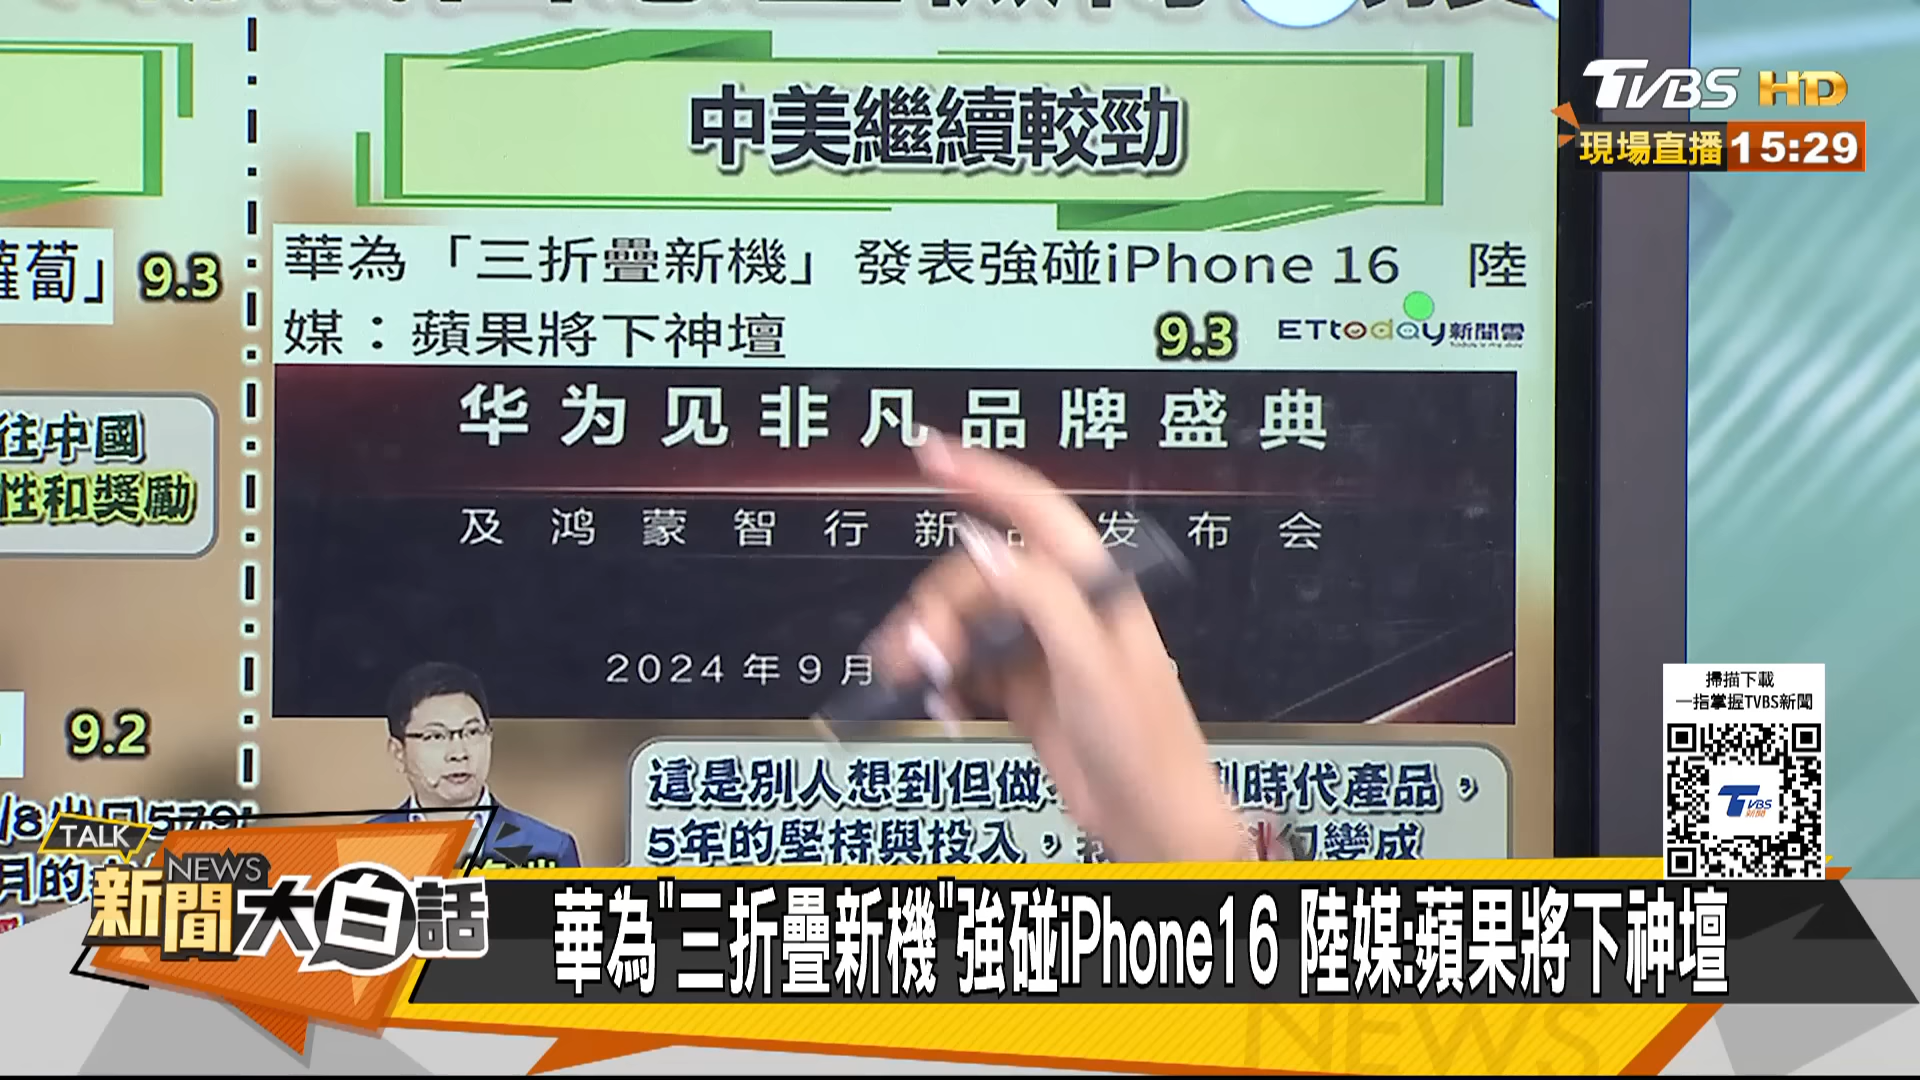 中美繼續較勁
TVBS HD
現場直播 15:29
蘿蔔」 9.3
華為「三折疊新機」發表強碰iPhone 16 陸
媒：蘋果將下神壇 9.3 ETtoday新聞雲
华为见非凡品牌盛典
及鸿蒙智行新品发布会
2024年9月
往中國
性和獎勵
9.2
掃描下載
一指掌握TVBS新聞
TVBS
新聞
這是別人想到但做 時代產品，
5年的堅持與投入， 變成
月的
TALK
NEWS
新聞大白話
華為"三折疊新機"強碰iPhone16 陸媒:蘋果將下神壇
NEWS